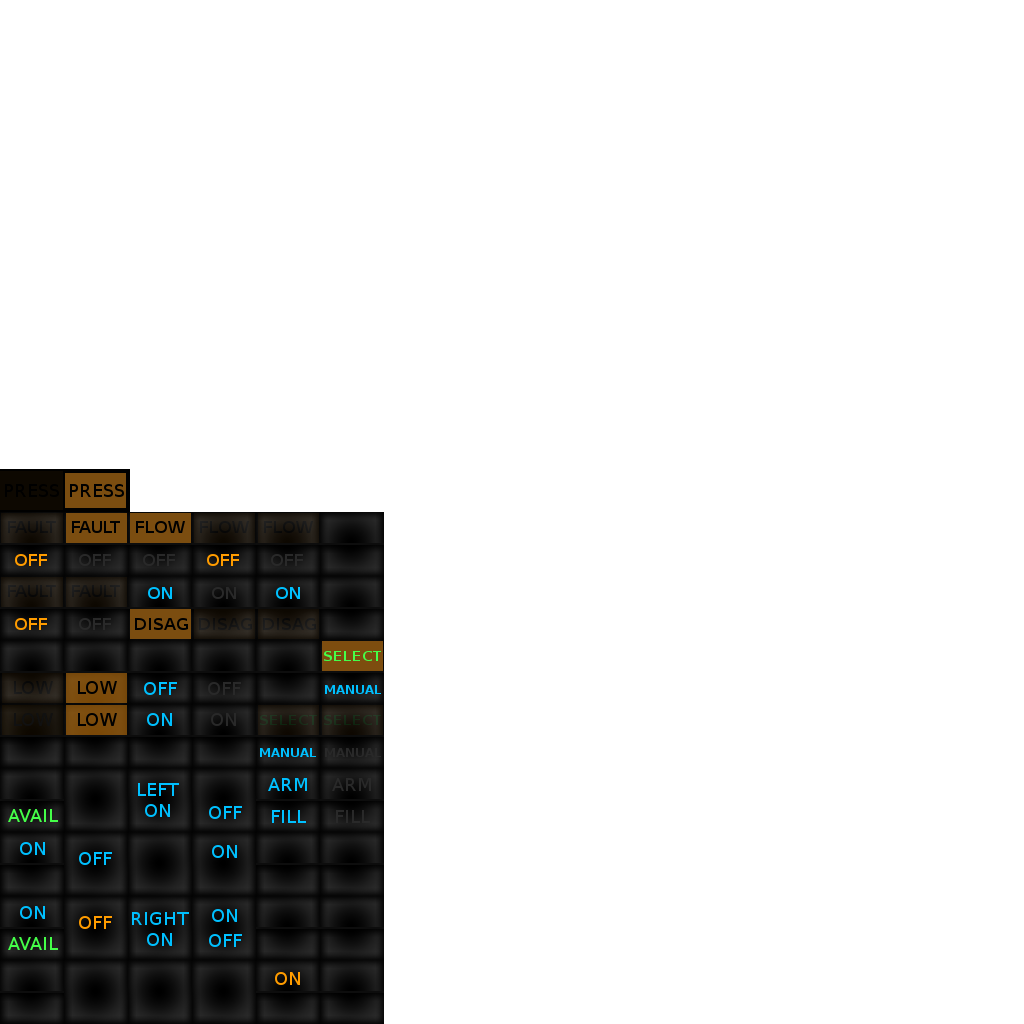 PRESS PRESS
FAULT FAULT FLOW FLOW FLOW
OFF OFF OFF OFF OFF
FAULT FAULT ON ON ON
OFF OFF DISAG DISAG DISAG
SELECT
LOW LOW OFF OFF MANUAL
LOW LOW ON ON SELECT SELECT
MANUAL MANUAL
LEFT ARM ARM
AVAIL ON OFF FILL FILL
ON OFF ON
ON OFF RIGHT ON
AVAIL ON OFF
ON